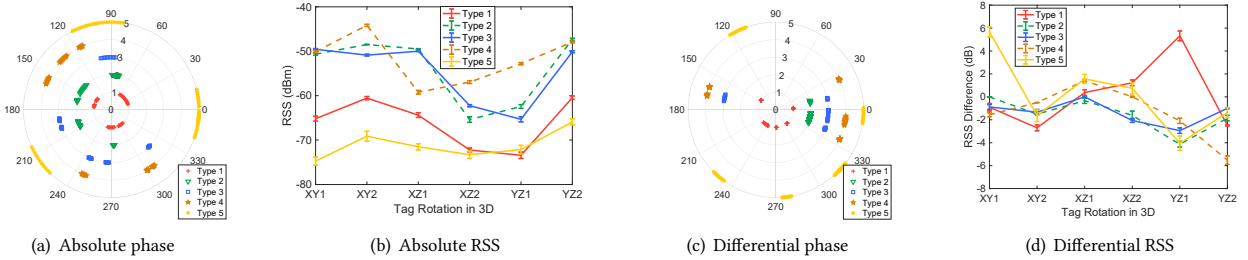 90
120
5
4
150
3
2
1
0
180
0
210
330
240
300
270
Type 1
Type 2
Type 3
Type 4
Type 5
(a) Absolute phase
-40
-50
-60
-70
-80
RSS (dBm)
Type 1
Type 2
Type 3
Type 4
Type 5
XY1 XY2 XZ1 XZ2 YZ1 YZ2
Tag Rotation in 3D
(b) Absolute RSS
90
120
5
4
150
3
2
1
0
180
0
210
330
240
300
270
Type 1
Type 2
Type 3
Type 4
Type 5
(c) Differential phase
8
6
4
2
0
-2
-4
-6
-8
RSS Difference (dB)
Type 1
Type 2
Type 3
Type 4
Type 5
XY1 XY2 XZ1 XZ2 YZ1 YZ2
Tag Rotation in 3D
(d) Differential RSS